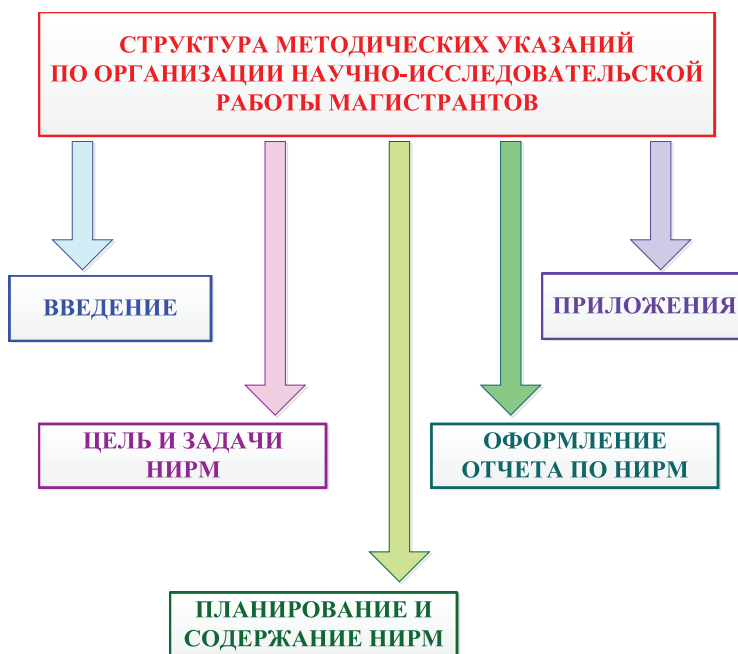 СТРУКТУРА МЕТОДИЧЕСКИХ УКАЗАНИЙ
ПО ОРГАНИЗАЦИИ НАУЧНО-ИССЛЕДОВАТЕЛЬСКОЙ
РАБОТЫ МАГИСТРАНТОВ
ВВЕДЕНИЕ
ПРИЛОЖЕНИЯ
ЦЕЛЬ И ЗАДАЧИ
НИРМ
ОФОРМЛЕНИЕ
ОТЧЕТА ПО НИРМ
ПЛАНИРОВАНИЕ И
СОДЕРЖАНИЕ НИРМ